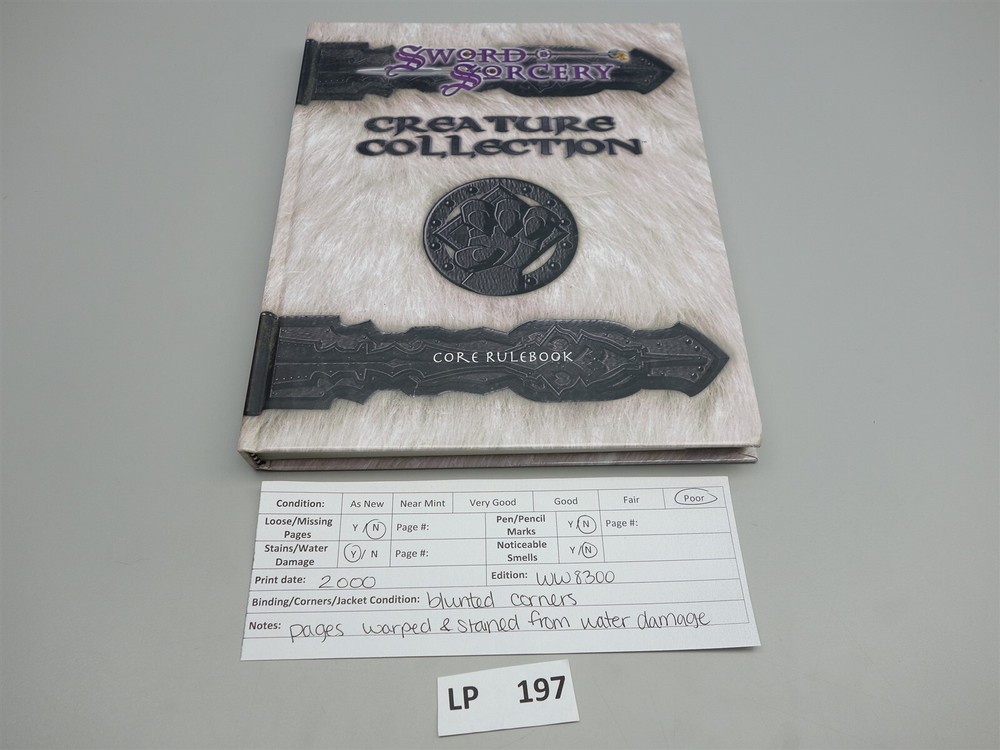 SWORD
SORCERY
CREATURE
COLLECTION
CORE RULEBOOK
Condition: As New Near Mint Very Good Good Fair Poor
Loose/Missing Pages Y / N Page #: Pen/Pencil Marks Y / N Page #:
Stains/Water Damage Y / N Page #: Noticeable Smells Y / N
Print date: 2000 Edition: WW8300
Binding/Corners/Jacket Condition: blunted corners
Notes: pages warped & stained from water damage
LP 197